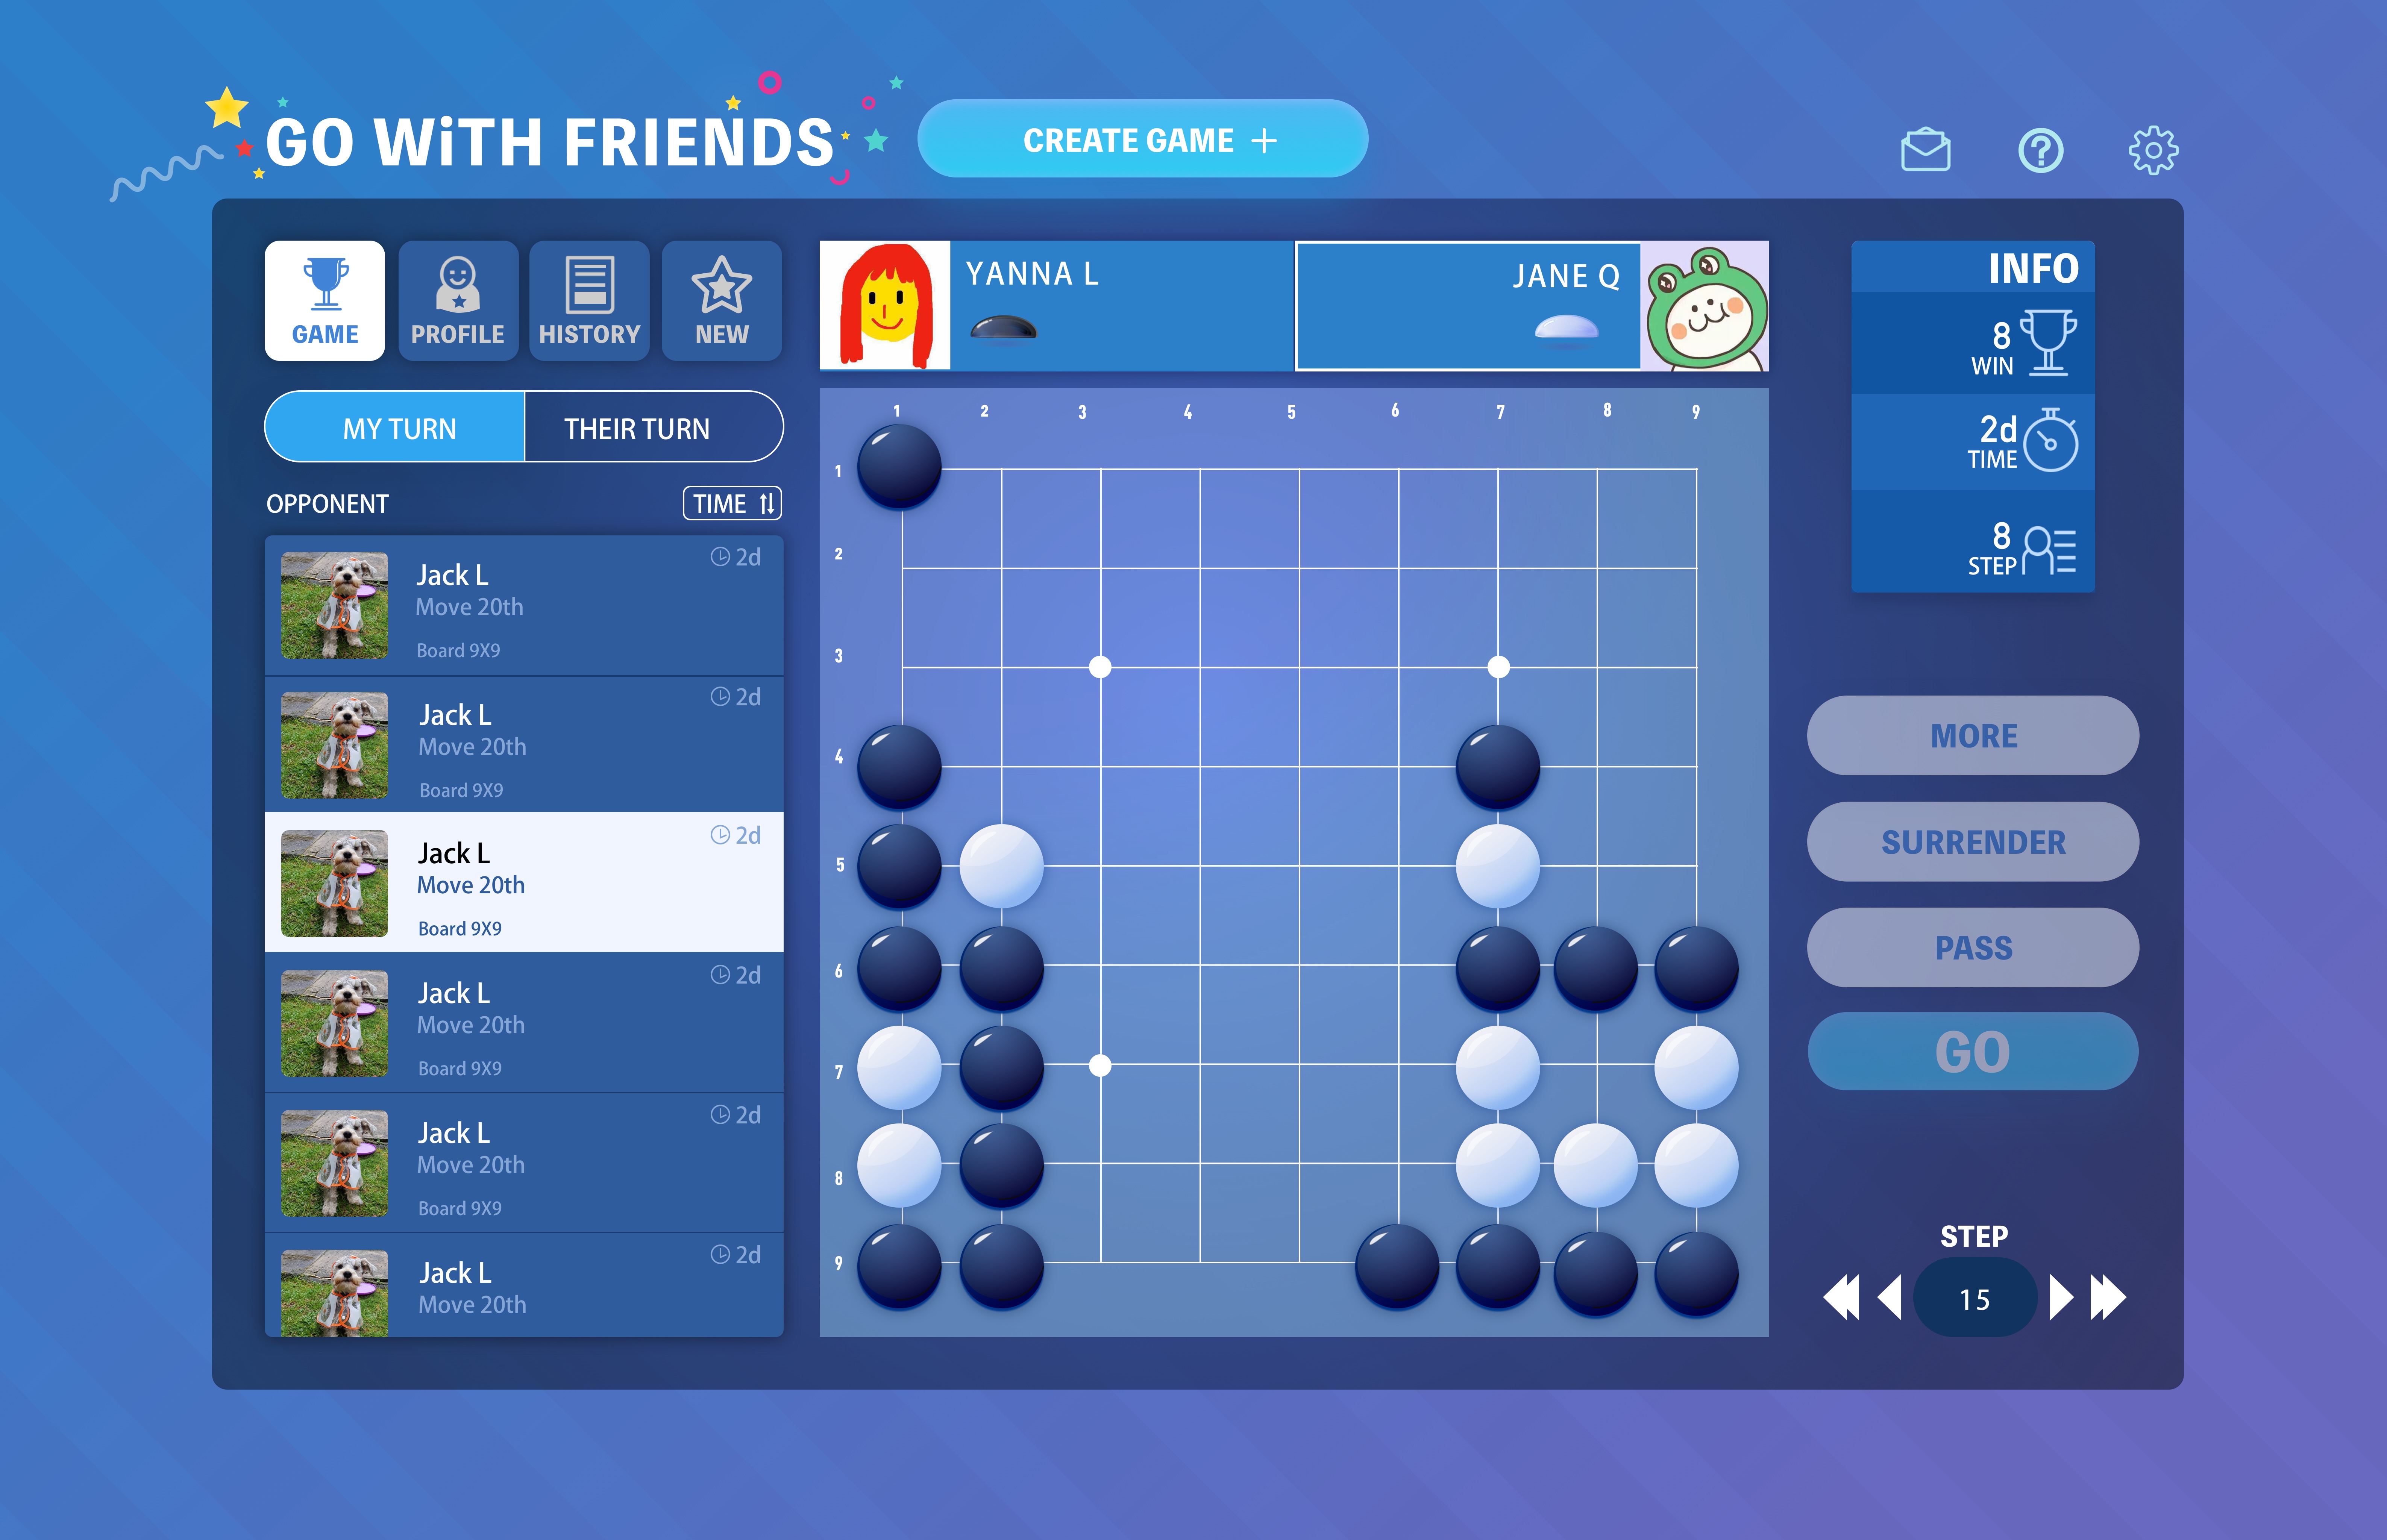 GO WiTH FRIENDS
CREATE GAME +
GAME
PROFILE
HISTORY
NEW
MY TURN
THEIR TURN
OPPONENT
TIME
Jack L
Move 20th
Board 9X9
2d
Jack L
Move 20th
Board 9X9
2d
Jack L
Move 20th
Board 9X9
2d
Jack L
Move 20th
Board 9X9
2d
Jack L
Move 20th
Board 9X9
2d
Jack L
Move 20th
2d
YANNA L
JANE Q
1 2 3 4 5 6 7 8 9
1
2
3
4
5
6
7
8
9
INFO
8
WIN
2d
TIME
8
STEP
MORE
SURRENDER
PASS
GO
STEP
15